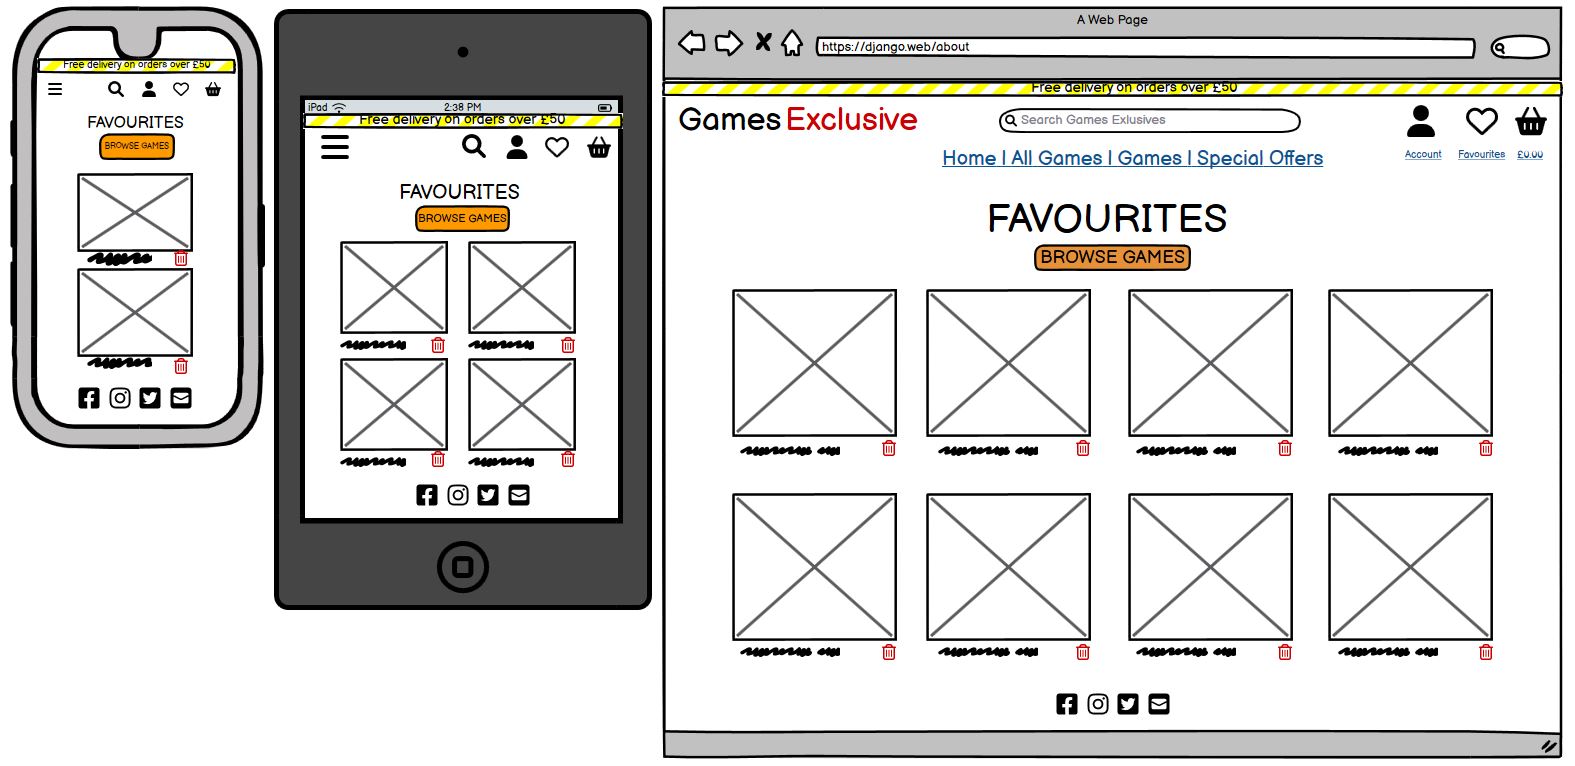 Free delivery on orders over £50
FAVOURITES
BROWSE GAMES
iPad 2:38 PM
Free delivery on orders over £50
FAVOURITES
BROWSE GAMES
A Web Page
https://django.web/about
Free delivery on orders over £50
Games Exclusive
Search Games Exlusives
Account Favourites £0.00
Home | All Games | Games | Special Offers
FAVOURITES
BROWSE GAMES